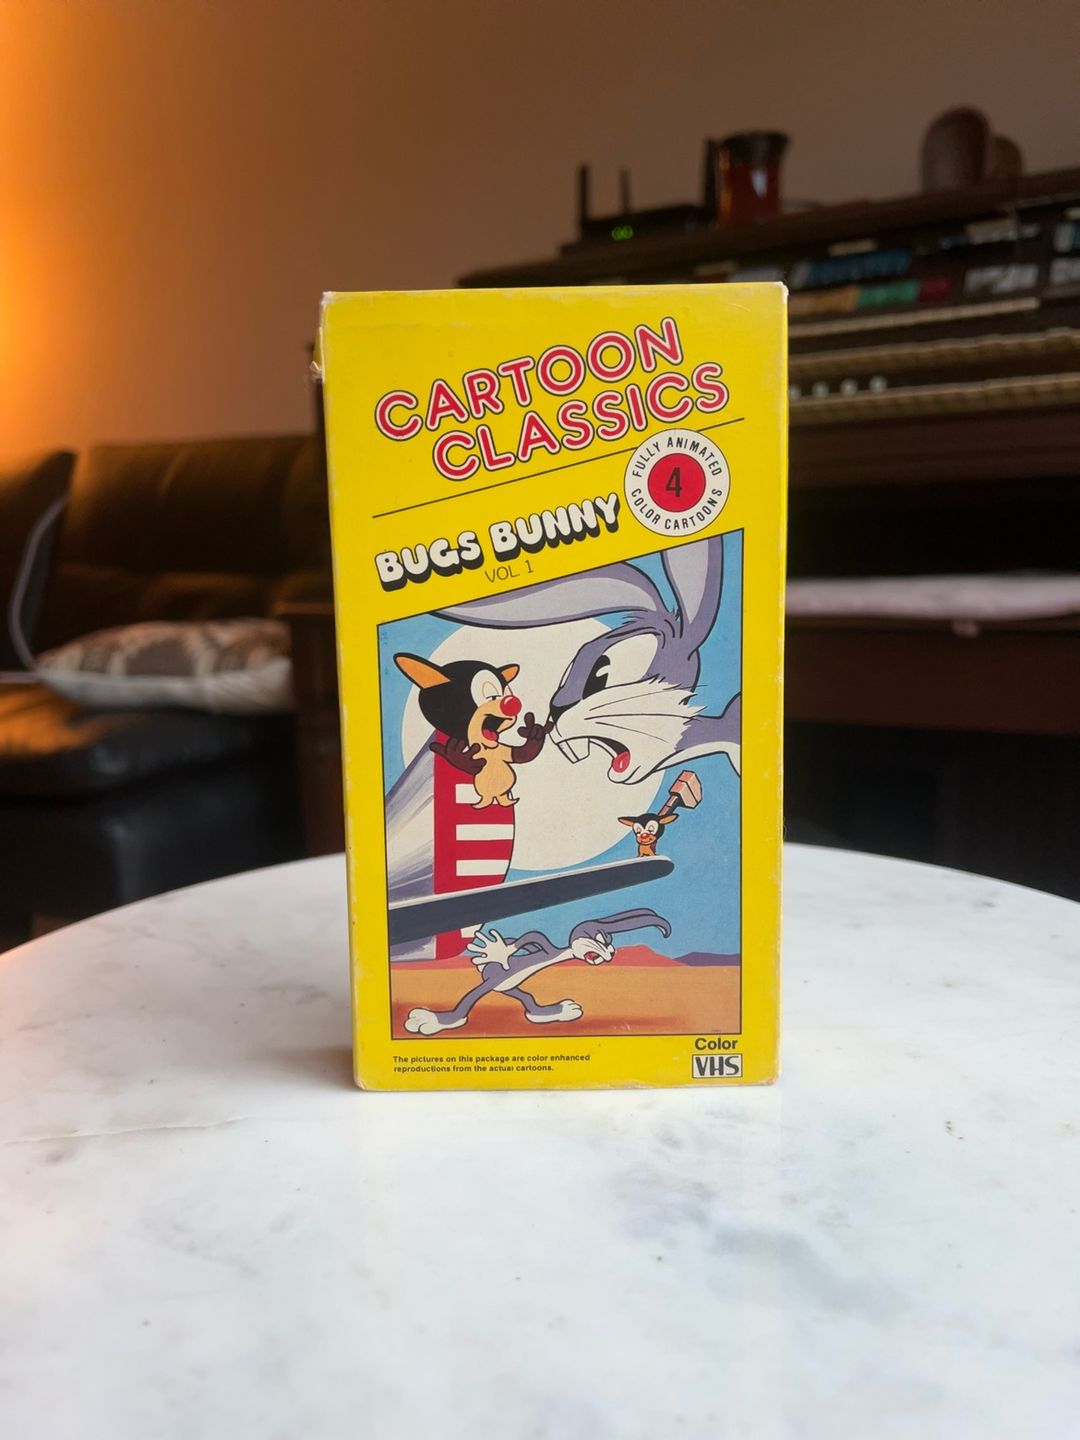 CARTOON
CLASSICS
FULLY ANIMATED
4
COLOR CARTOONS
BUGS BUNNY
VOL. 1
Color
VHS
The pictures on this package are color enhanced
reproductions from the actual cartoons.